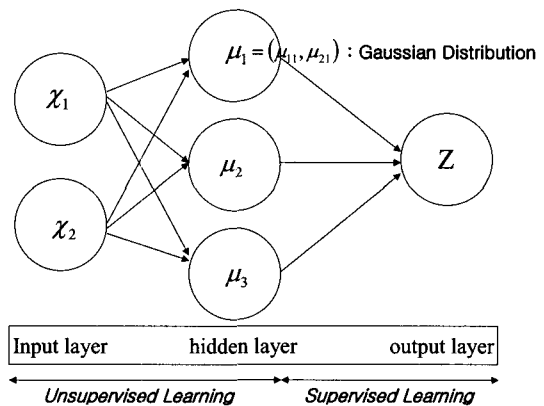 μ₁ = (μ₁₁, μ₂₁) : Gaussian Distribution
χ₁
μ₂
Z
χ₂
μ₃
Input layer hidden layer output layer
Unsupervised Learning Supervised Learning